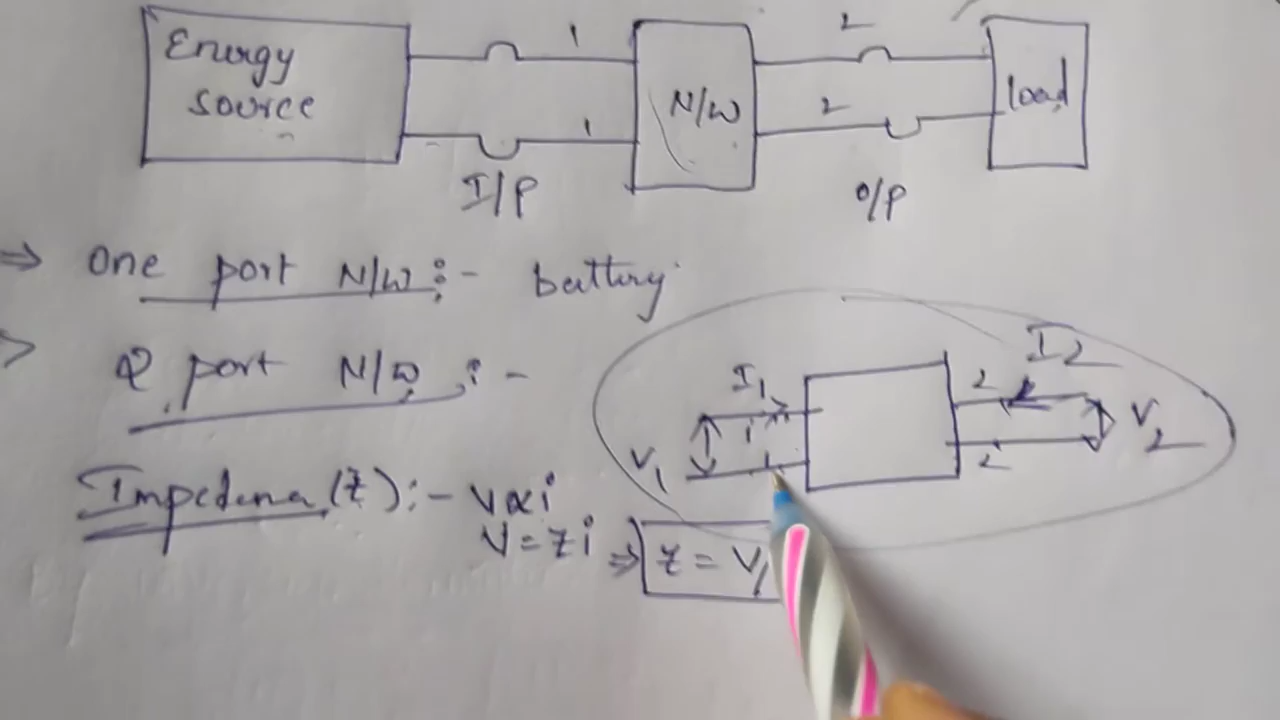 Energy source
1
1
N/W
2
2
load
I/P
O/P
⇒ One port N/W :- battery
2 port N/W :-
I1
1
1
V1
2
2
I2
V2
Impedena (z) :- V∝i
V = zi ⇒ z = V/